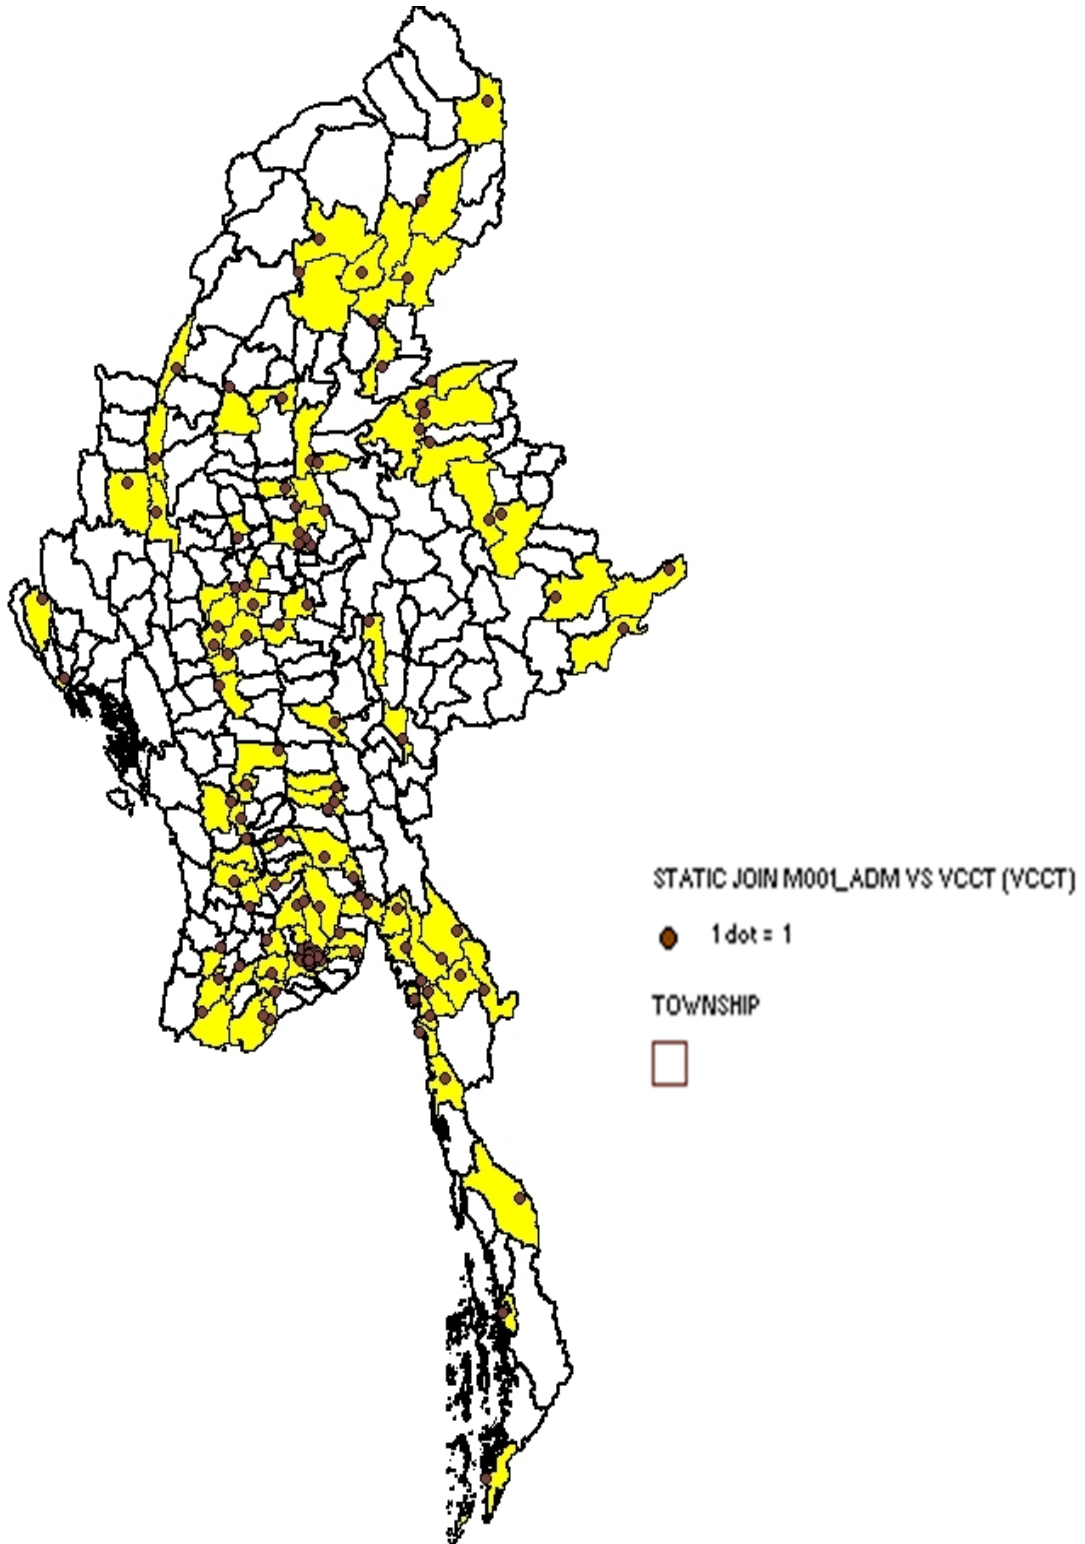 STATIC JOIN M001_ADM VS VCCT (VCCT)
1 dot = 1
TOWNSHIP